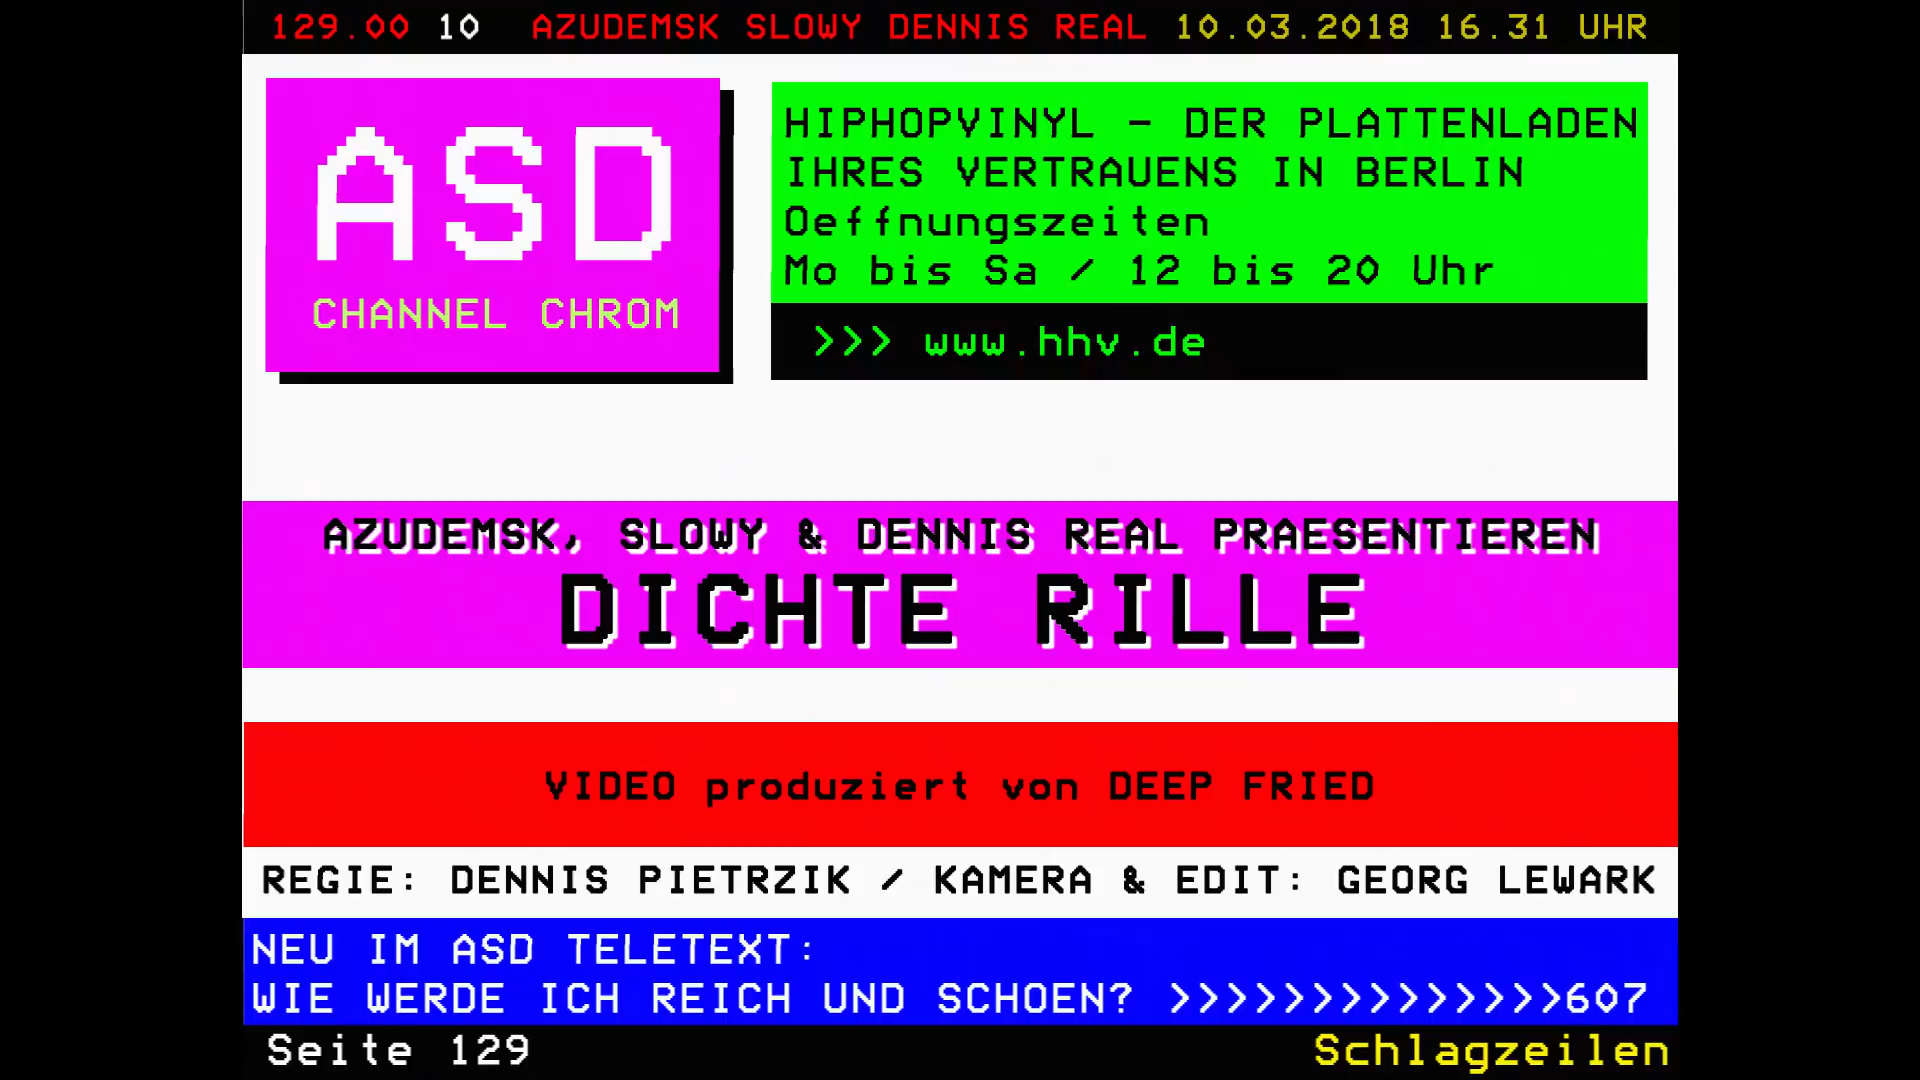 129.00 10 AZUDEMSK SLOWY DENNIS REAL 10.03.2018 16.31 UHR
ASD
CHANNEL CHROM
HIPHOPVINYL - DER PLATTENLADEN
IHRES VERTRAUENS IN BERLIN
Oeffnungszeiten
Mo bis Sa / 12 bis 20 Uhr
>>> www.hhv.de
AZUDEMSK, SLOWY & DENNIS REAL PRAESENTIEREN
DICHTE RILLE
VIDEO produziert von DEEP FRIED
REGIE: DENNIS PIETRZIK / KAMERA & EDIT: GEORG LEWARK
NEU IM ASD TELETEXT:
WIE WERDE ICH REICH UND SCHOEN? >>>>>>>>>>>>>>607
Seite 129
Schlagzeilen